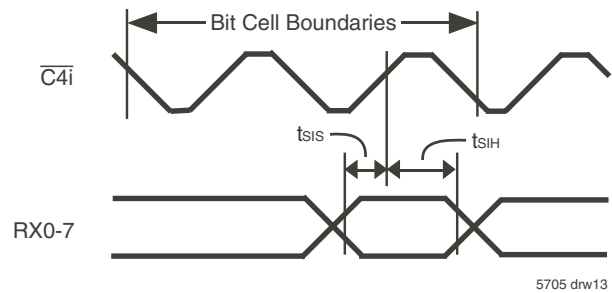 Bit Cell Boundaries
C4i
tSIS
tSIH
RX0-7
5705 drw13